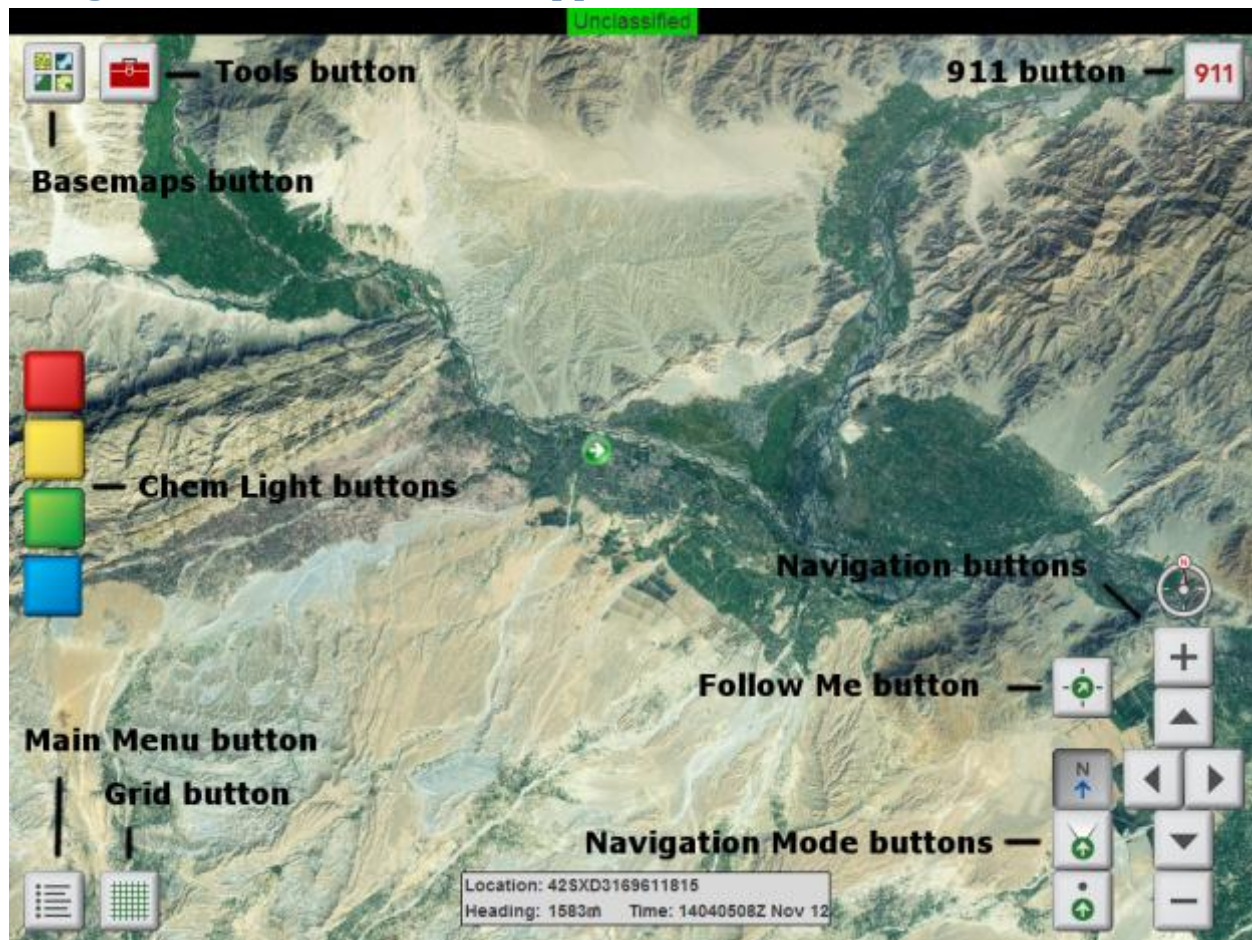 Unclassified
Tools button
911 button
911
Basemaps button
Chem Light buttons
Navigation buttons
N
Follow Me button
Main Menu button
N
Grid button
Navigation Mode buttons
Location: 42SXD3169611815
Heading: 1583m Time: 14040508Z Nov 12